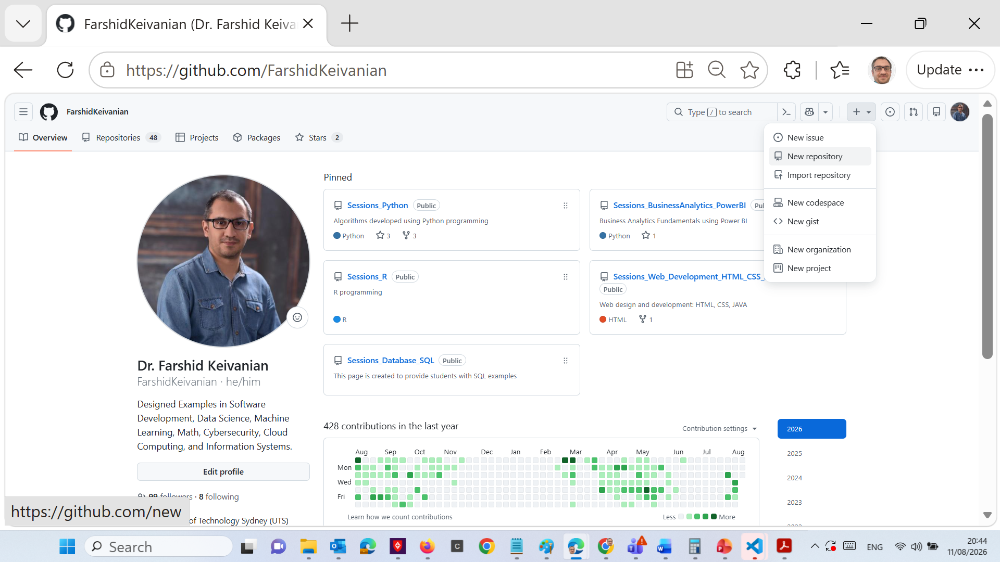 FarshidKeivanian (Dr. Farshid Keiva
https://github.com/FarshidKeivanian
Update
FarshidKeivanian
Type / to search
Overview
Repositories 48
Projects
Packages
Stars 2
New issue
New repository
Import repository
New codespace
New gist
New organization
New project
Pinned
Sessions_Python Public
Algorithms developed using Python programming
Python 3 3
Sessions_BusinessAnalytics_PowerBI
Business Analytics Fundamentals using Power BI
Python 1
Sessions_R Public
R programming
R
Sessions_Web_Development_HTML_CSS_
Public
Web design and development: HTML, CSS, JAVA
HTML 1
Sessions_Database_SQL Public
This page is created to provide students with SQL examples
Dr. Farshid Keivanian
FarshidKeivanian · he/him
Designed Examples in Software
Development, Data Science, Machine
Learning, Math, Cybersecurity, Cloud
Computing, and Information Systems.
Edit profile
99 followers · 8 following
of Technology Sydney (UTS)
https://github.com/new
428 contributions in the last year
Contribution settings
2026
2025
2024
2023
Aug Sep Oct Nov Dec Jan Feb Mar Apr May Jun Jul Aug
Mon
Wed
Fri
Learn how we count contributions
Less More
Search
ENG
20:44
11/08/2026